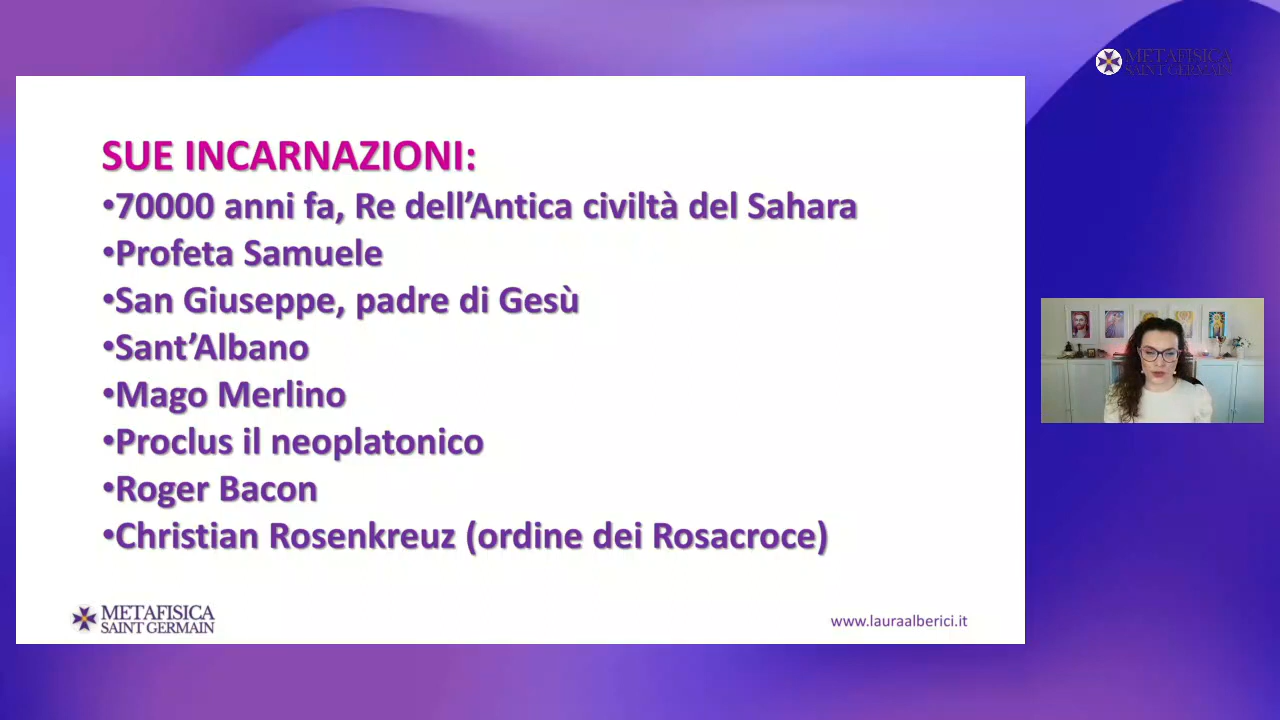 METAFISICA
SAINT GERMAIN
SUE INCARNAZIONI:
•70000 anni fa, Re dell’Antica civiltà del Sahara
•Profeta Samuele
•San Giuseppe, padre di Gesù
•Sant’Albano
•Mago Merlino
•Proclus il neoplatonico
•Roger Bacon
•Christian Rosenkreuz (ordine dei Rosacroce)
METAFISICA
SAINT GERMAIN
www.lauraalberici.it